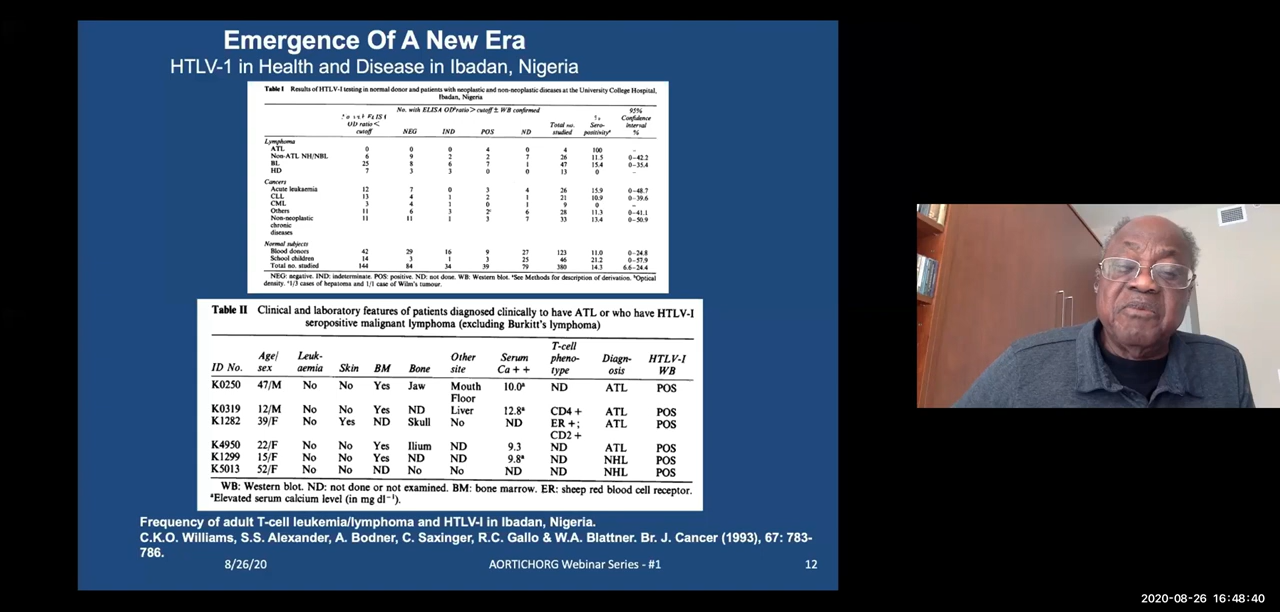 Emergence Of A New Era
HTLV-1 in Health and Disease in Ibadan, Nigeria
Table I Results of HTLV-I testing in normal donor and patients with neoplastic and non-neoplastic diseases at the University College Hospital,
Ibadan, Nigeria
No. with ELISA OD ratio > cutoff ± WB confirmed
OD ratio < cutoff NEG IND POS ND Total no. studied % Sero-positivity 95% Confidence interval %
Lymphoma
ATL 0 0 0 4 0 4 100 –
Non-ATL NH/NBL 6 9 2 2 7 26 11.5 0–42.2
BL 25 8 6 7 1 47 15.4 0–35.4
HD 7 3 3 0 0 13 0 –
Cancers
Acute leukaemia 12 7 0 3 4 26 15.9 0–48.7
CLL 13 4 1 2 1 21 10.9 0–39.6
CML 3 4 1 0 1 9 0 –
Others 11 6 3 2 6 28 11.3 0–41.1
Non-neoplastic 11 11 1 3 7 33 13.4 0–50.9
chronic
diseases
Normal subjects
Blood donors 42 29 16 9 27 123 11.0 0–24.8
School children 14 3 1 3 25 46 21.2 0–57.9
Total no. studied 144 84 34 39 79 380 14.3 6.6–24.4
NEG: negative. IND: indeterminate. POS: positive. ND: not done. WB: Western blot. ᵃSee Methods for description of derivation. ᵇOptical
density. ᶜ1/3 cases of hepatoma and 1/1 case of Wilm's tumour.
Table II Clinical and laboratory features of patients diagnosed clinically to have ATL or who have HTLV-I
seropositive malignant lymphoma (excluding Burkitt's lymphoma)
ID No. Age/sex Leuk-aemia Skin BM Bone Other site Serum Ca + + T-cell pheno-type Diagn-osis HTLV-I WB
K0250 47/M No No Yes Jaw Mouth Floor 10.0ᵃ ND ATL POS
K0319 12/M No No Yes ND Liver 12.8ᵃ CD4 + ATL POS
K1282 39/F No Yes ND Skull No ND ER +; CD2 + ATL POS
K4950 22/F No No Yes Ilium ND 9.3 ND ATL POS
K1299 15/F No No Yes ND ND 9.8ᵃ ND NHL POS
K5013 52/F No No ND No No ND ND NHL POS
WB: Western blot. ND: not done or not examined. BM: bone marrow. ER: sheep red blood cell receptor.
ᵃElevated serum calcium level (in mg dl⁻¹).
Frequency of adult T-cell leukemia/lymphoma and HTLV-I in Ibadan, Nigeria.
C.K.O. Williams, S.S. Alexander, A. Bodner, C. Saxinger, R.C. Gallo & W.A. Blattner. Br. J. Cancer (1993), 67: 783-
786.
8/26/20 AORTICHORG Webinar Series - #1 12
2020-08-26 16:48:40